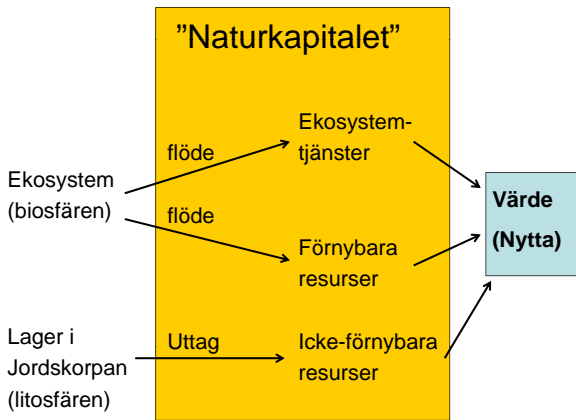 ”Naturkapitalet”
flöde
Ekosystem-
tjänster
Ekosystem
(biosfären)
flöde
Värde
(Nytta)
Förnybara
resurser
Lager i
Jordskorpan
(litosfären)
Uttag
Icke-förnybara
resurser